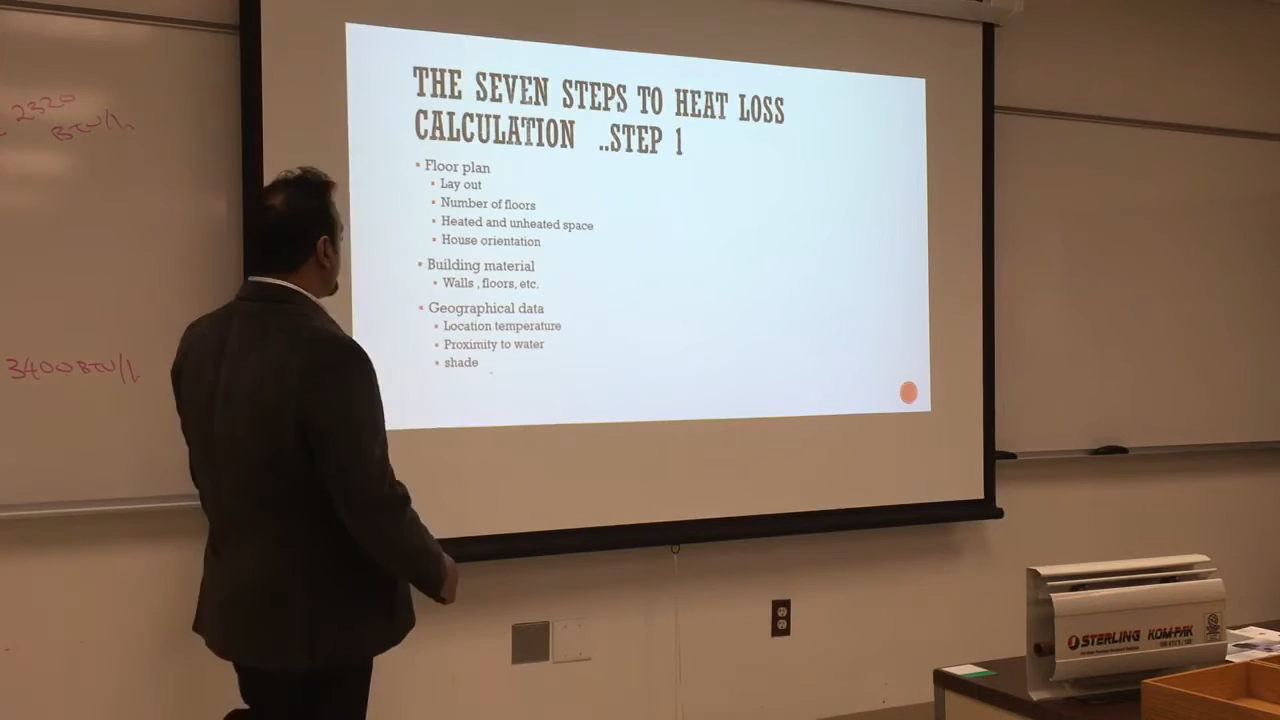 2320
BTU/h
3400 BTU/h
THE SEVEN STEPS TO HEAT LOSS
CALCULATION ..STEP 1
▪ Floor plan
▪ Lay out
▪ Number of floors
▪ Heated and unheated space
▪ House orientation
▪ Building material
▪ Walls , floors, etc.
▪ Geographical data
▪ Location temperature
▪ Proximity to water
▪ shade
STERLING KOM-PAK